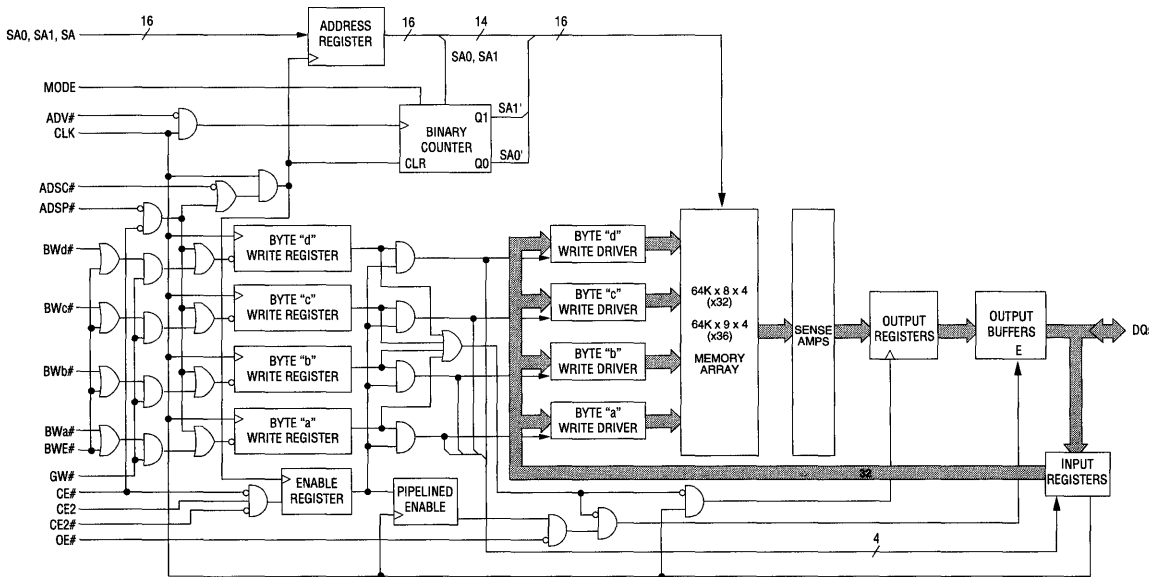 SA0, SA1, SA
16
ADDRESS
REGISTER
16
14
16
SA0, SA1
MODE
ADV#
CLK
BINARY
COUNTER
Q1
SA1'
CLR
Q0
SA0'
ADSC#
ADSP#
BWd#
BYTE "d"
WRITE REGISTER
BYTE "d"
WRITE DRIVER
BWc#
BYTE "c"
WRITE REGISTER
BYTE "c"
WRITE DRIVER
BWb#
BYTE "b"
WRITE REGISTER
BYTE "b"
WRITE DRIVER
BWa#
BWE#
BYTE "a"
WRITE REGISTER
BYTE "a"
WRITE DRIVER
64K x 8 x 4
(x32)
64K x 9 x 4
(x36)
MEMORY
ARRAY
SENSE
AMPS
OUTPUT
REGISTERS
OUTPUT
BUFFERS
E
DQs
GW#
CE#
CE2
CE2#
OE#
ENABLE
REGISTER
PIPELINED
ENABLE
32
INPUT
REGISTERS
4